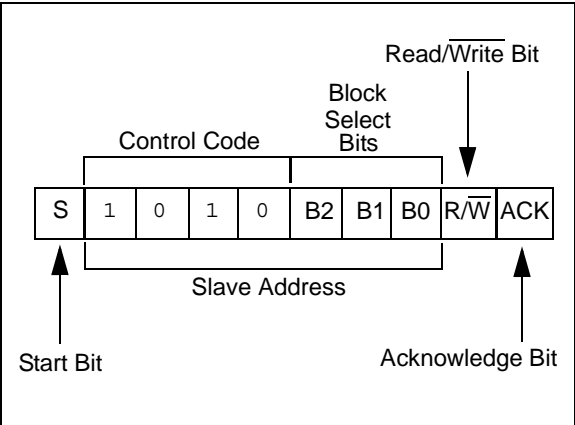 Read/Write Bit
Block
Select
Bits
Control Code
S 1 0 1 0 B2 B1 B0 R/W ACK
Slave Address
Start Bit
Acknowledge Bit